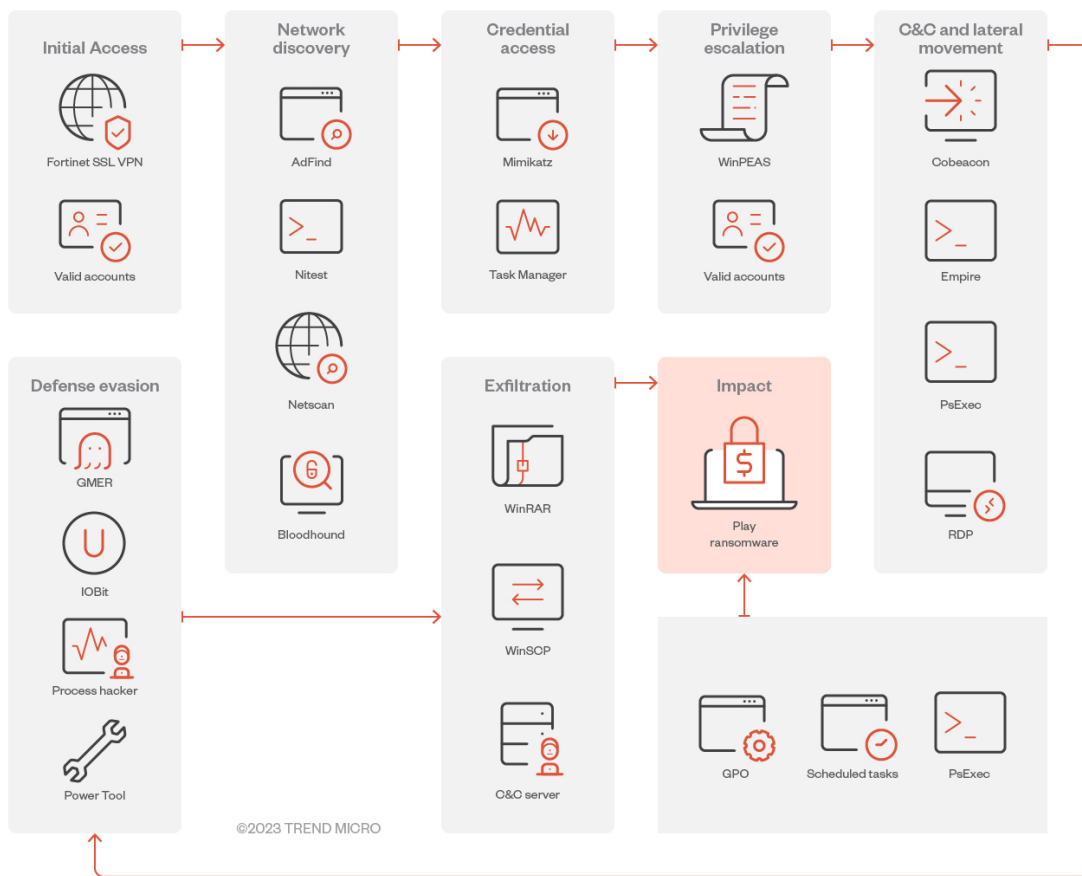 Initial Access
Fortinet SSL VPN
Valid accounts
Network
discovery
AdFind
Nitest
Netscan
Bloodhound
Credential
access
Mimikatz
Task Manager
Privilege
escalation
WinPEAS
Valid accounts
C&C and lateral
movement
Cobeacon
Empire
PsExec
RDP
Defense evasion
GMER
IOBit
Process hacker
Power Tool
Exfiltration
WinRAR
WinSCP
C&C server
Impact
Play
ransomware
GPO
Scheduled tasks
PsExec
©2023 TREND MICRO